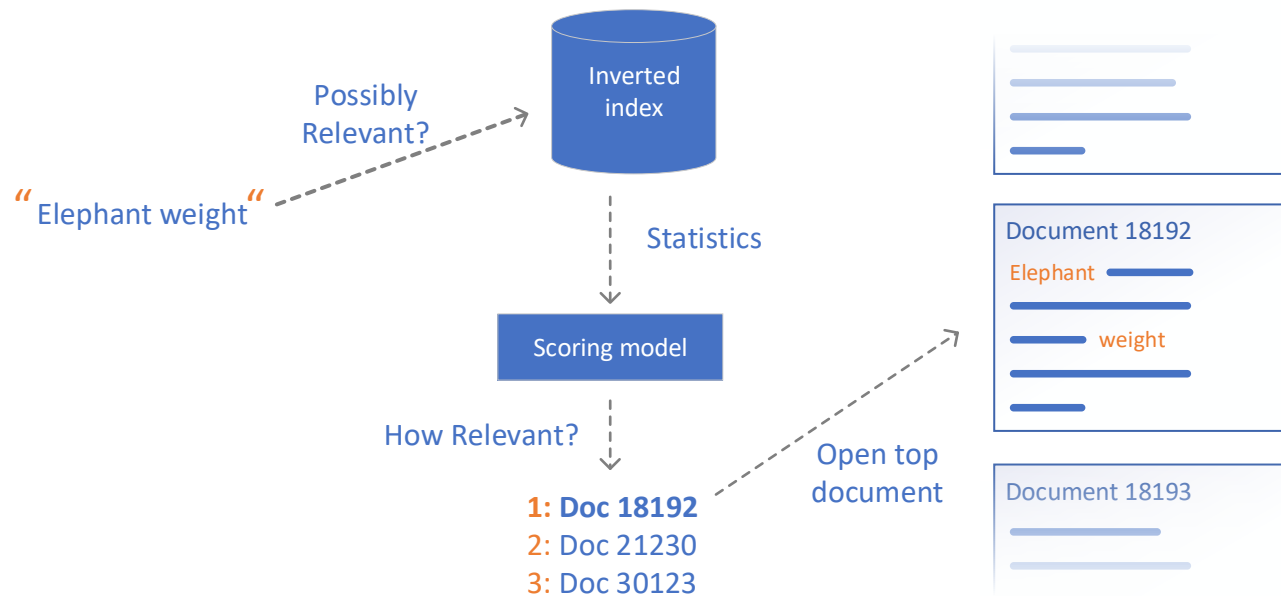 Inverted
index
Possibly
Relevant?
“Elephant weight“
Statistics
Scoring model
How Relevant?
1: Doc 18192
2: Doc 21230
3: Doc 30123
Open top
document
Document 18192
Elephant
weight
Document 18193